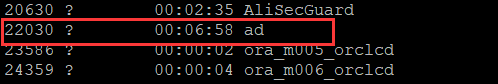 20630 ? 00:02:35 AliSecGuard
22030 ? 00:06:58 ad
23586 ? 00:00:02 ora_m005_orclcd
24359 ? 00:00:04 ora_m006_orclcd